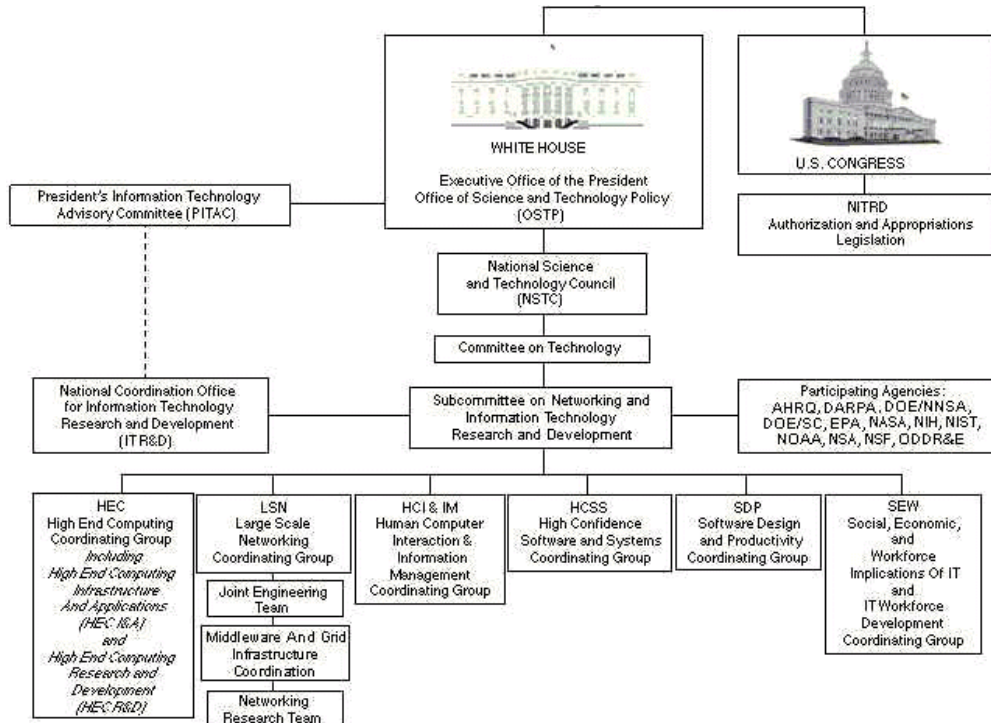 WHITE HOUSE
Executive Office of the President
Office of Science and Technology Policy
(OSTP)
U.S. CONGRESS
President's Information Technology
Advisory Committee (PITAC)
NITRD
Authorization and Appropriations
Legislation
National Science
and Technology Council
(NSTC)
Committee on Technology
National Coordination Office
for Information Technology
Research and Development
(ITR&D)
Subcommittee on Networking and
Information Technology
Research and Development
Participating Agencies:
AHRQ, DARPA, DOE/NNSA,
DOE/SC, EPA, NASA, NIH, NIST,
NOAA, NSA, NSF, ODDR&E
HEC
High End Computing
Coordinating Group
Including
High End Computing
Infrastructure
And Applications
(HEC I&A)
and
High End Computing
Research and
Development
(HEC R&D)
LSN
Large Scale
Networking
Coordinating Group
Joint Engineering
Team
Middleware And Grid
Infrastructure
Coordination
Networking
Research Team
HCI & IM
Human Computer
Interaction &
Information
Management
Coordinating Group
HCSS
High Confidence
Software and Systems
Coordinating Group
SDP
Software Design
and Productivity
Coordinating Group
SEW
Social, Economic,
and
Workforce
Implications Of IT
and
IT Workforce
Development
Coordinating Group